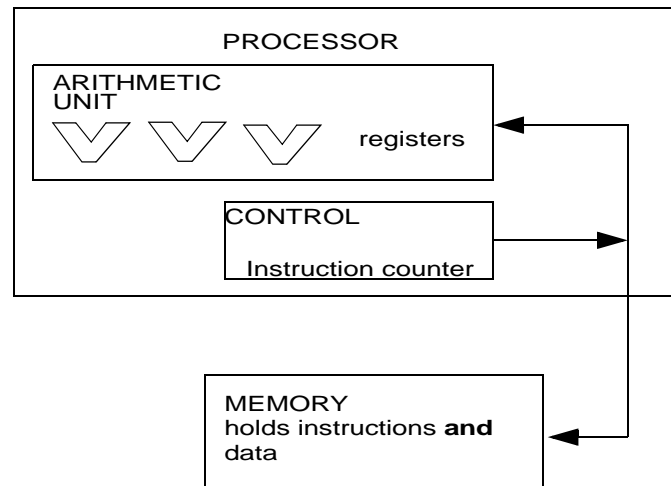 PROCESSOR
ARITHMETIC
UNIT
registers
CONTROL
Instruction counter
MEMORY
holds instructions and
data